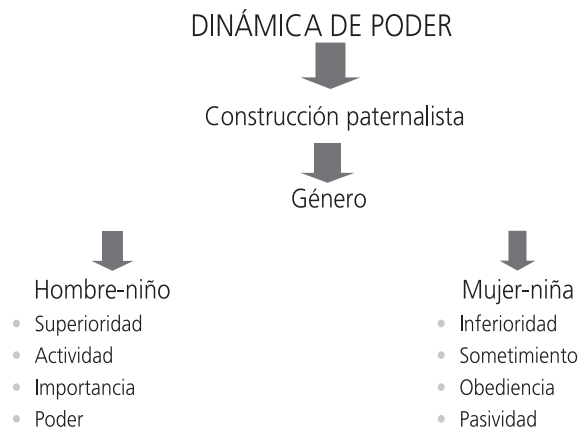 DINÁMICA DE PODER
Construcción paternalista
Género
Hombre-niño
• Superioridad
• Actividad
• Importancia
• Poder
Mujer-niña
• Inferioridad
• Sometimiento
• Obediencia
• Pasividad